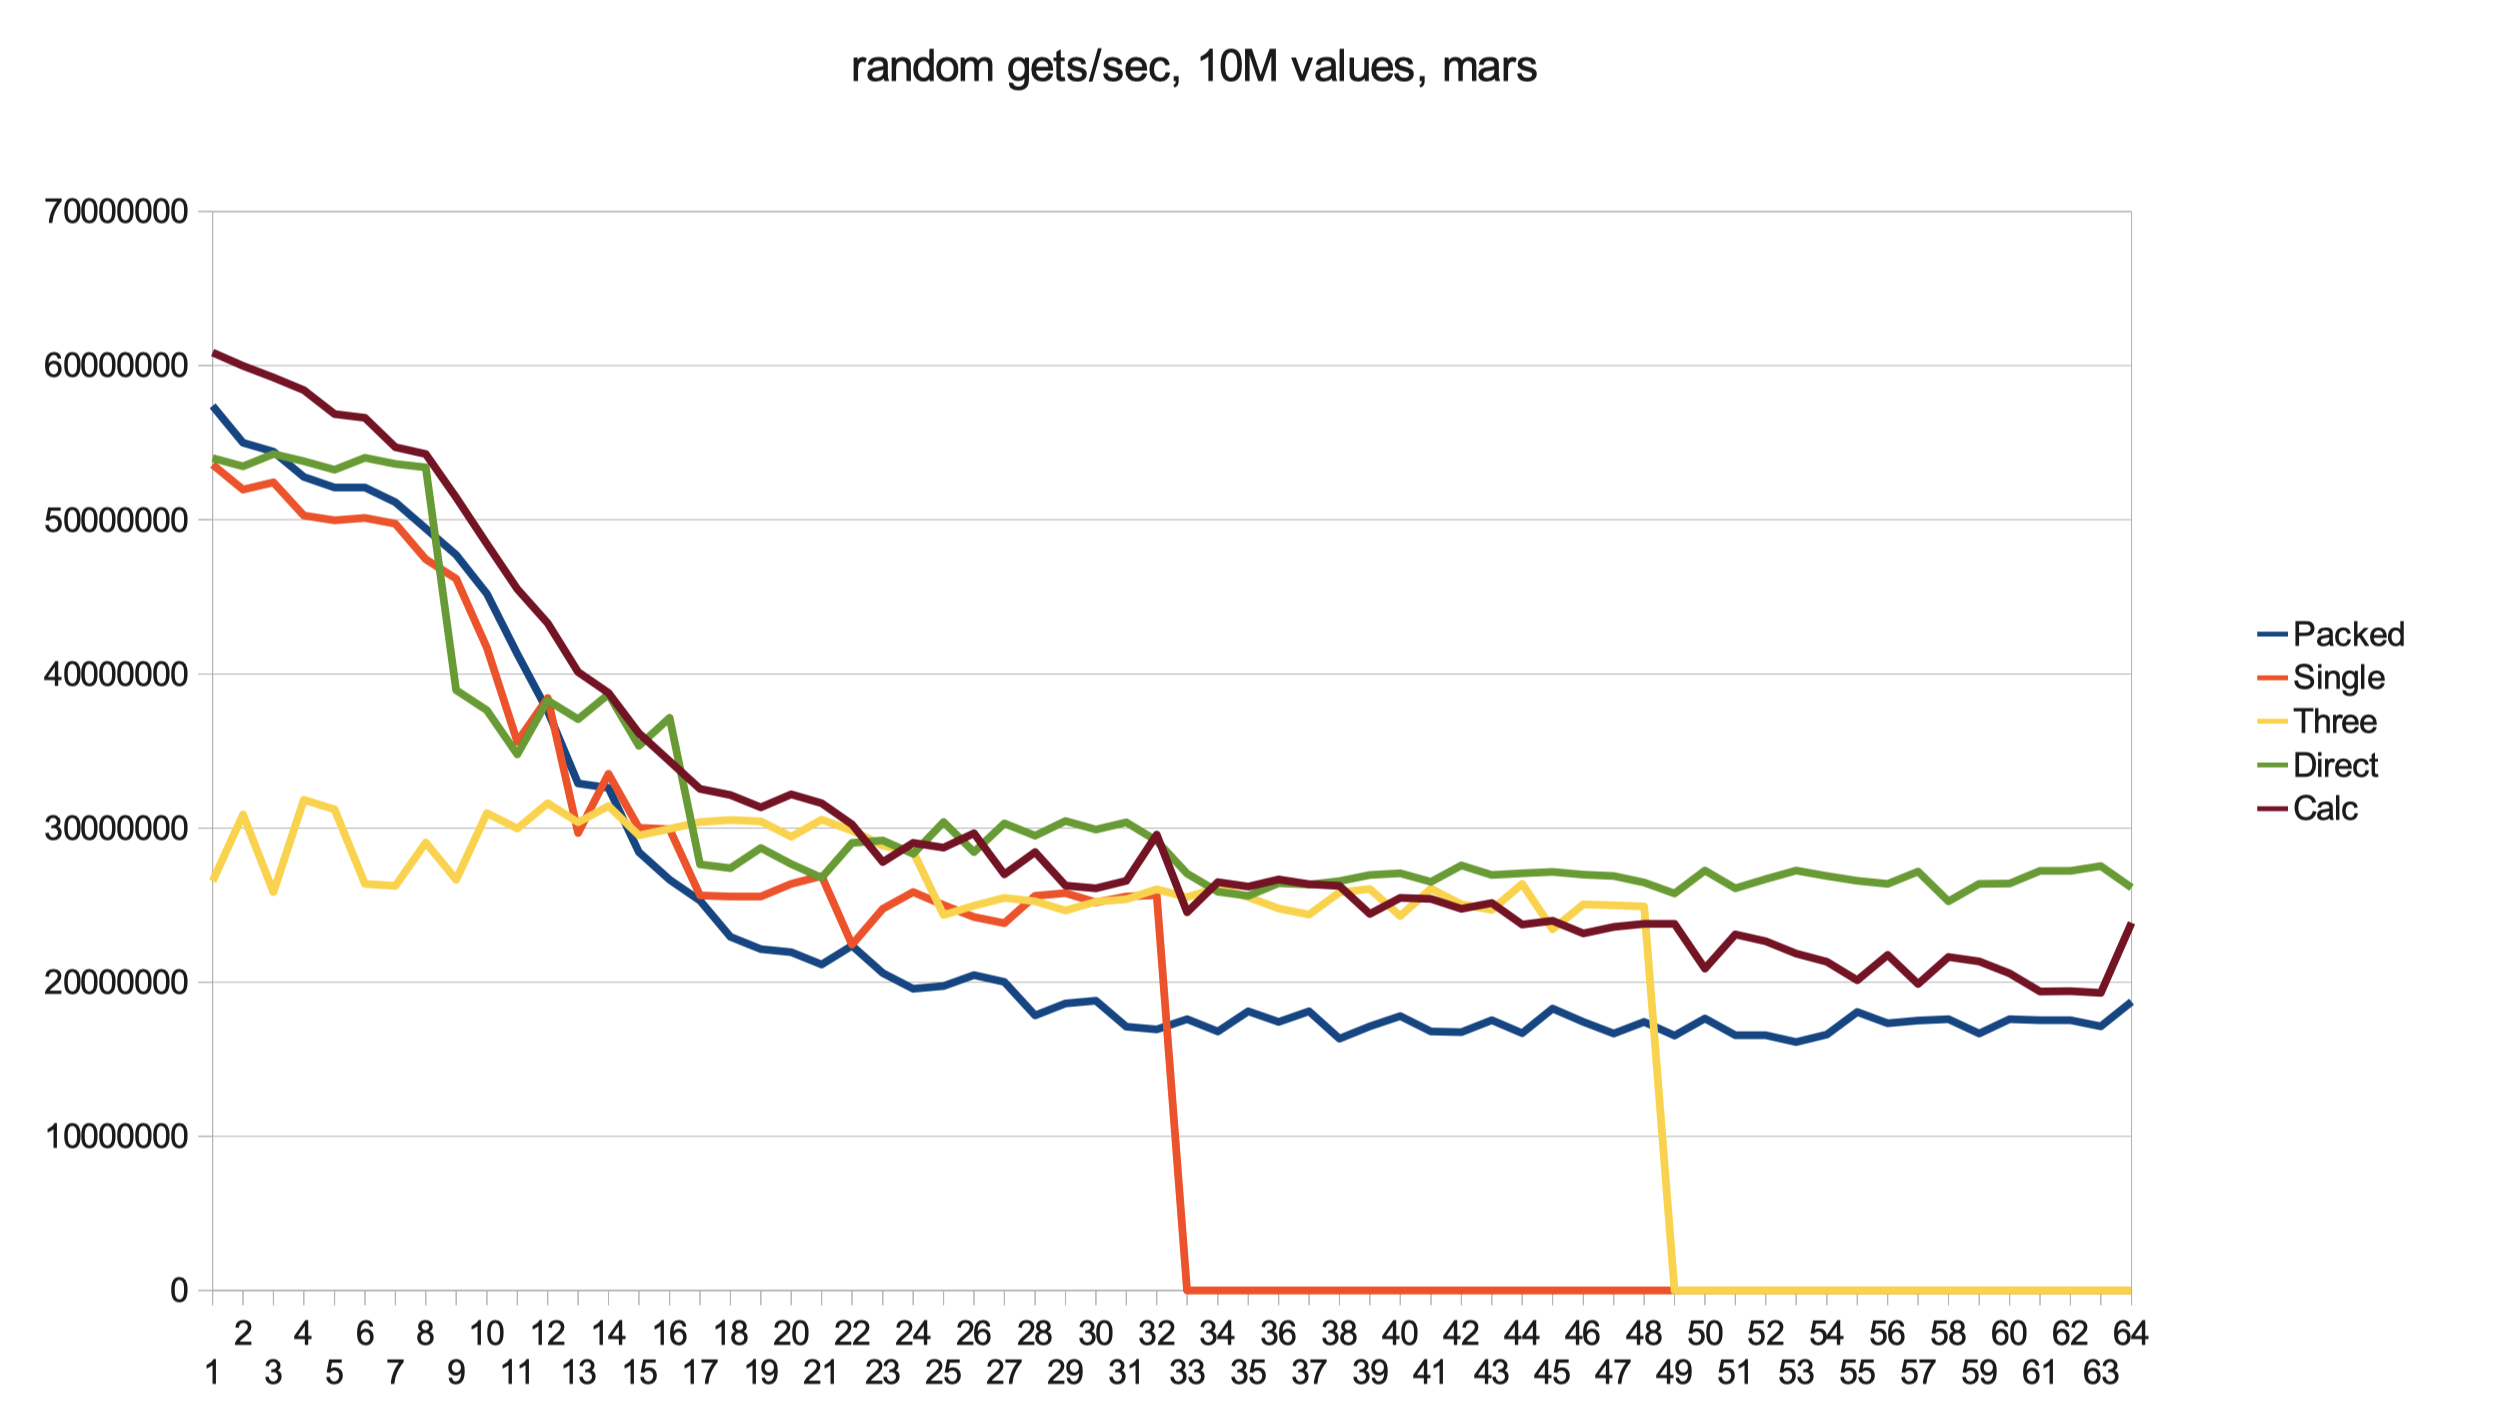 random gets/sec, 10M values, mars
70000000
60000000
50000000
40000000
30000000
20000000
10000000
0
2 4 6 8 10 12 14 16 18 20 22 24 26 28 30 32 34 36 38 40 42 44 46 48 50 52 54 56 58 60 62 64
1 3 5 7 9 11 13 15 17 19 21 23 25 27 29 31 33 35 37 39 41 43 45 47 49 51 53 55 57 59 61 63
Packed
Single
Three
Direct
Calc